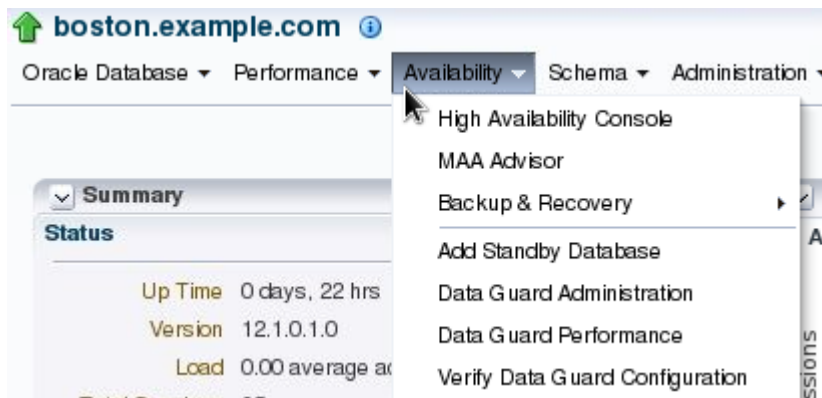 boston.example.com
Oracle Database Performance Availability Schema Administration
High Availability Console
MAA Advisor
Backup & Recovery
Add Standby Database
Data Guard Administration
Data Guard Performance
Verify Data Guard Configuration
Summary
Status
Up Time 0 days, 22 hrs
Version 12.1.0.1.0
Load 0.00 average